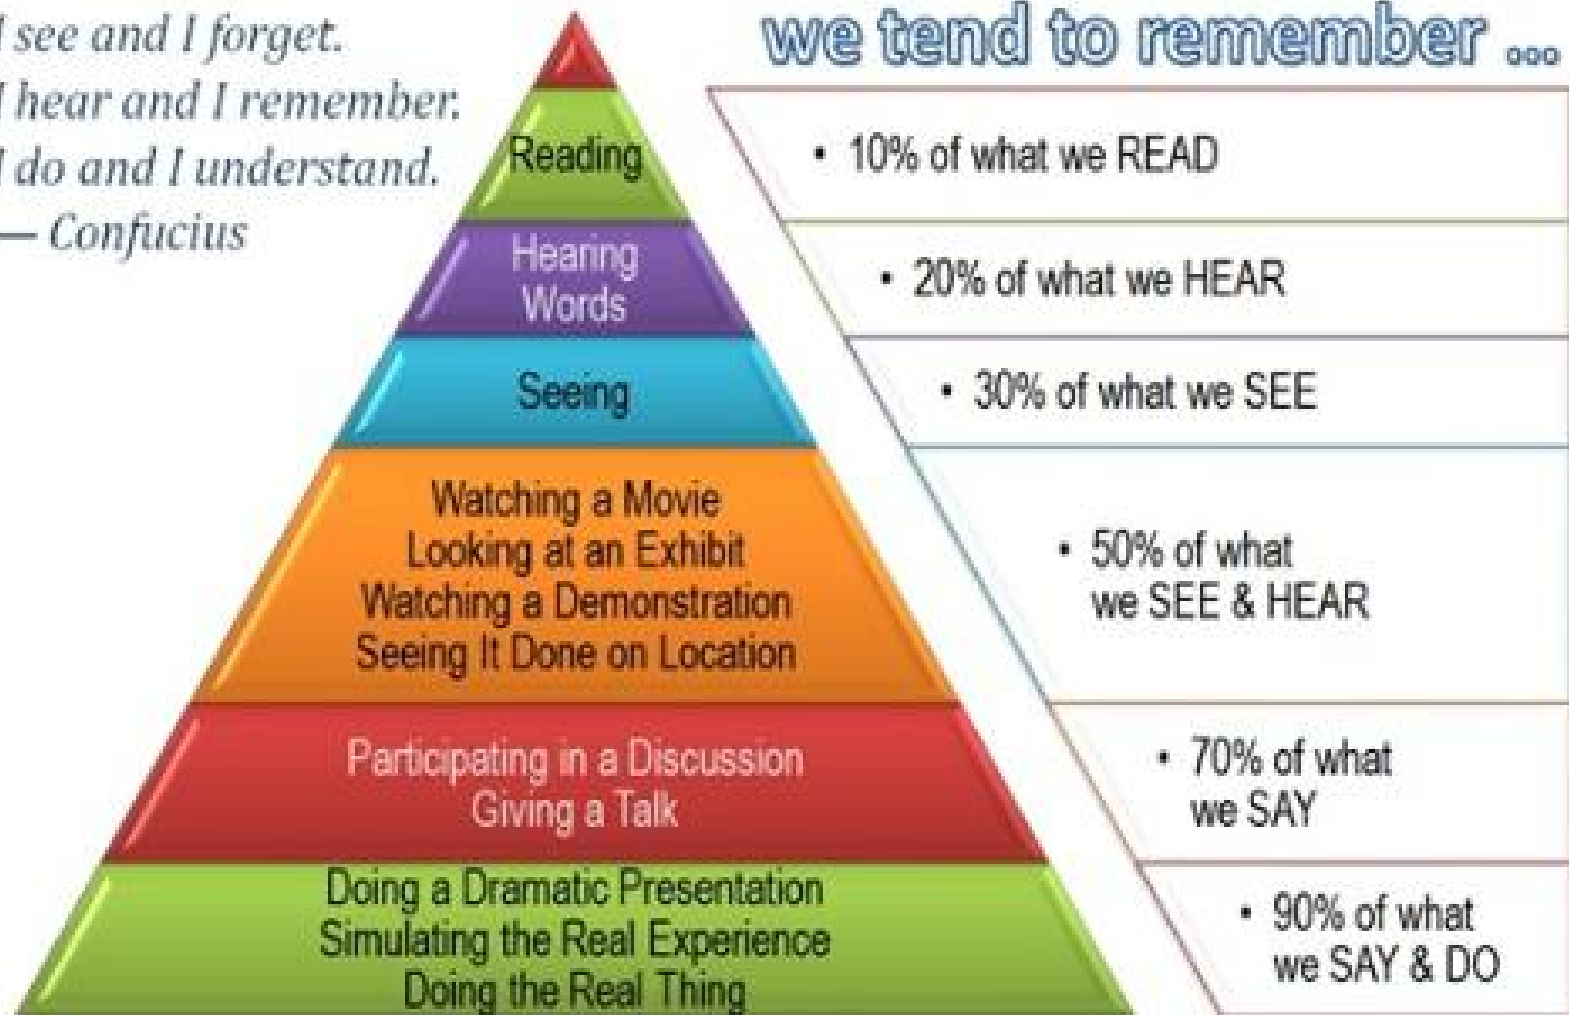 I see and I forget.
I hear and I remember.
I do and I understand.
— Confucius
we tend to remember ...
Reading
• 10% of what we READ
Hearing
Words
• 20% of what we HEAR
Seeing
• 30% of what we SEE
Watching a Movie
Looking at an Exhibit
Watching a Demonstration
Seeing It Done on Location
• 50% of what
we SEE & HEAR
Participating in a Discussion
Giving a Talk
• 70% of what
we SAY
Doing a Dramatic Presentation
Simulating the Real Experience
Doing the Real Thing
• 90% of what
we SAY & DO